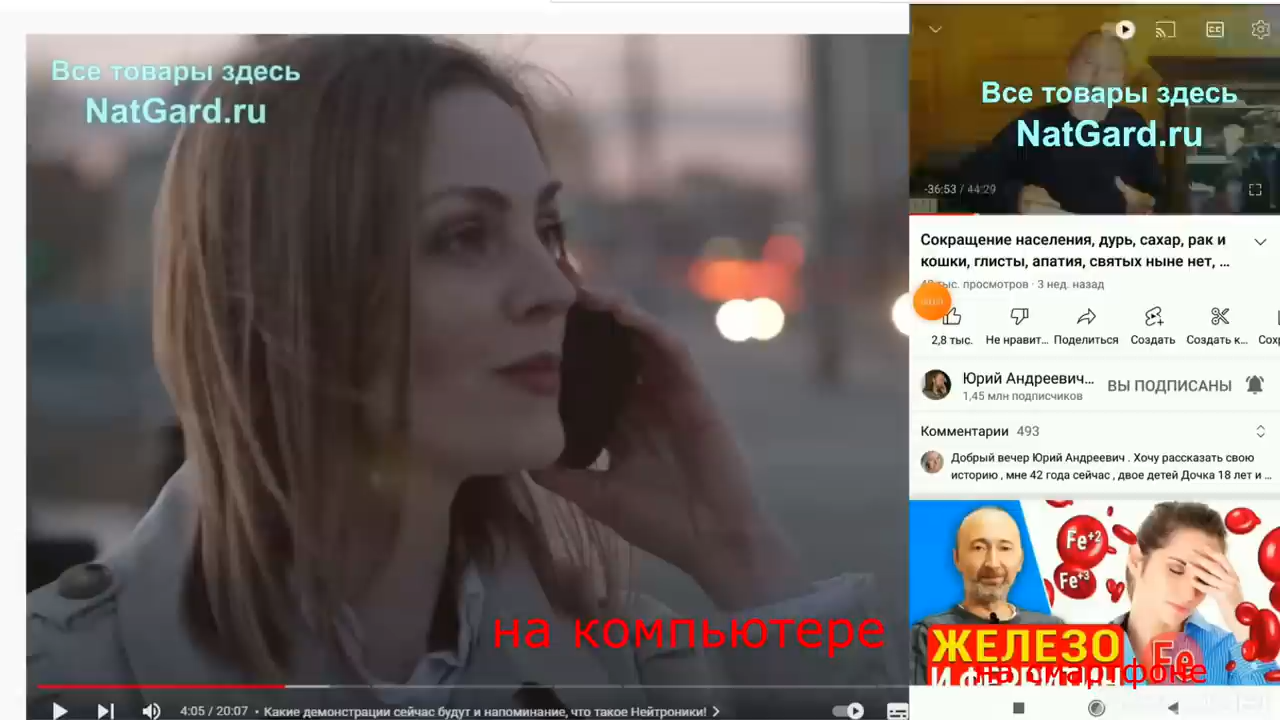 Все товары здесь
NatGard.ru
на компьютере
4:05 / 20:07 • Какие демонстрации сейчас будут и напоминание, что такое Нейтроники!
Все товары здесь
NatGard.ru
-36:53 / 44:29
Сокращение населения, дурь, сахар, рак и
кошки, глисты, апатия, святых ныне нет, ...
тыс. просмотров · 3 нед. назад
2,8 тыс.
Не нравит...
Поделиться
Создать
Создать к...
Юрий Андреевич...
1,45 млн подписчиков
ВЫ ПОДПИСАНЫ
Комментарии 493
Добрый вечер Юрий Андреевич . Хочу рассказать свою
историю , мне 42 года сейчас , двое детей Дочка 18 лет и ...
Fe+2
Fe+3
ЖЕЛЕЗО
Fe
на смартфоне